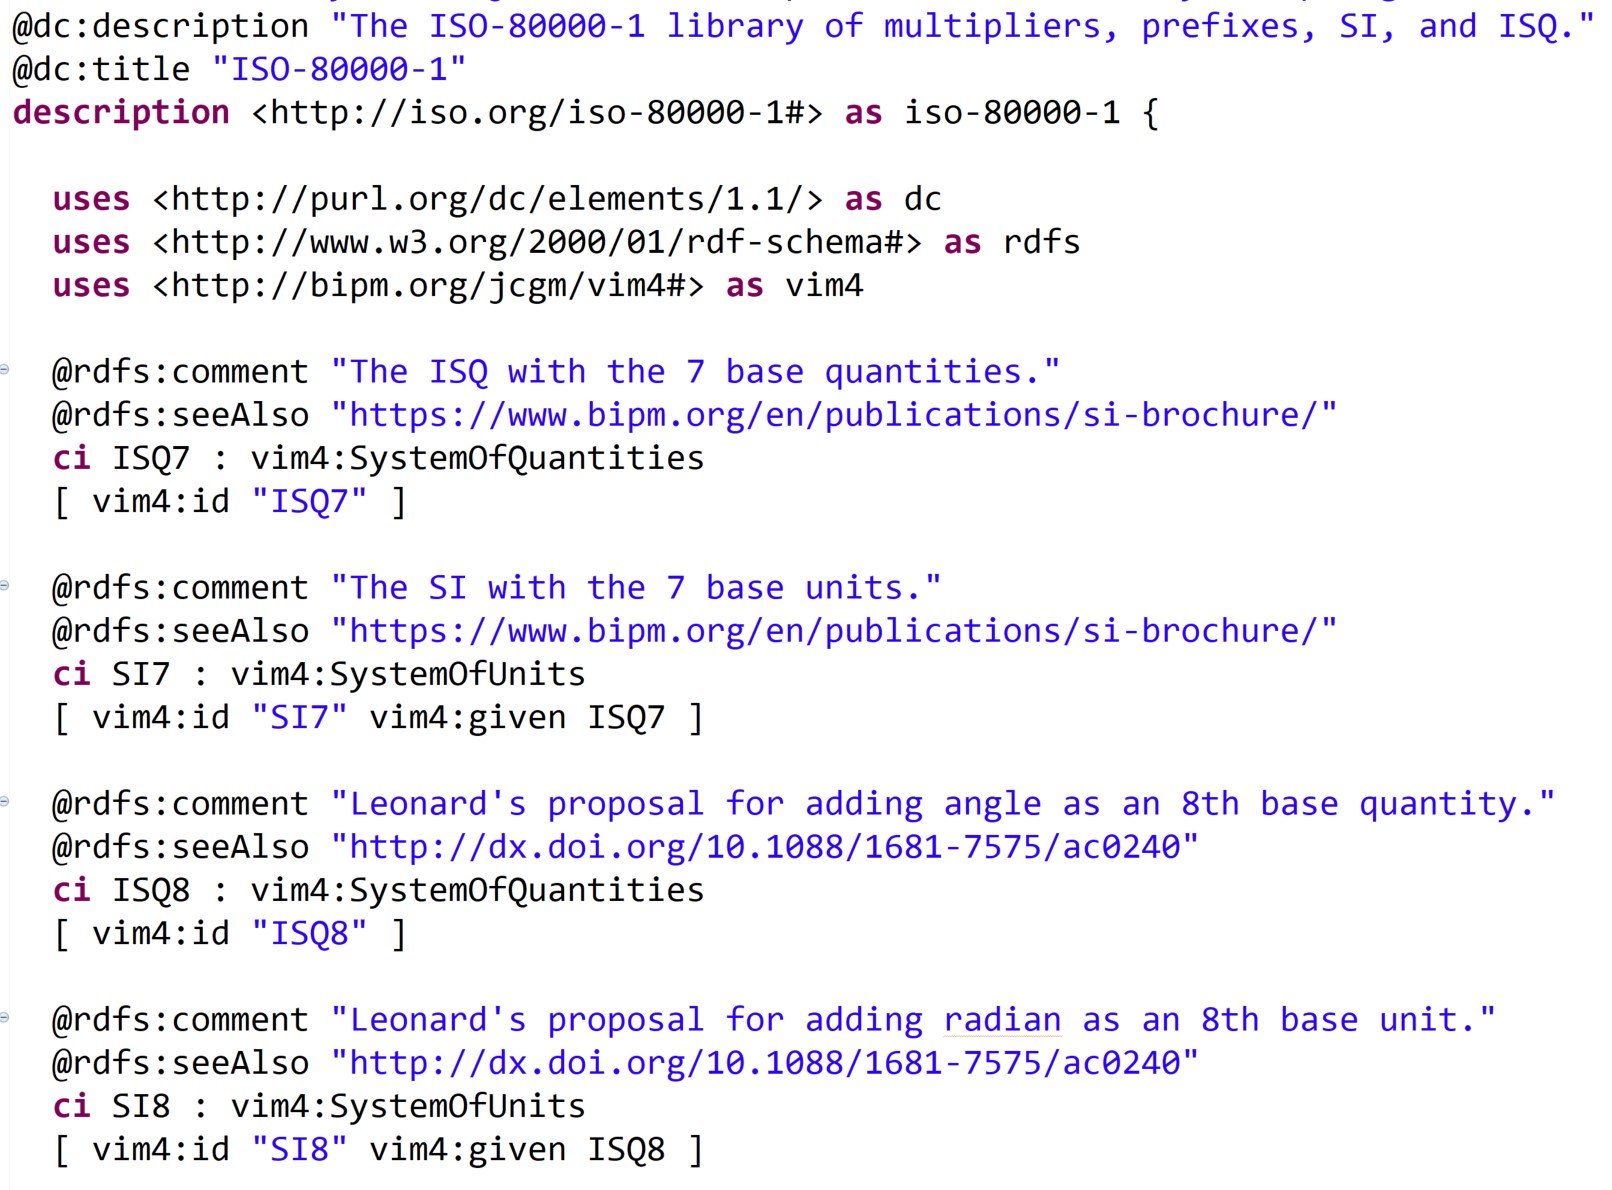 @dc:description "The ISO-80000-1 library of multipliers, prefixes, SI, and ISQ."
@dc:title "ISO-80000-1"
description <http://iso.org/iso-80000-1#> as iso-80000-1 {
uses <http://purl.org/dc/elements/1.1/> as dc
uses <http://www.w3.org/2000/01/rdf-schema#> as rdfs
uses <http://bipm.org/jcgm/vim4#> as vim4
@rdfs:comment "The ISQ with the 7 base quantities."
@rdfs:seeAlso "https://www.bipm.org/en/publications/si-brochure/"
ci ISQ7 : vim4:SystemOfQuantities
[ vim4:id "ISQ7" ]
@rdfs:comment "The SI with the 7 base units."
@rdfs:seeAlso "https://www.bipm.org/en/publications/si-brochure/"
ci SI7 : vim4:SystemOfUnits
[ vim4:id "SI7" vim4:given ISQ7 ]
@rdfs:comment "Leonard's proposal for adding angle as an 8th base quantity."
@rdfs:seeAlso "http://dx.doi.org/10.1088/1681-7575/ac0240"
ci ISQ8 : vim4:SystemOfQuantities
[ vim4:id "ISQ8" ]
@rdfs:comment "Leonard's proposal for adding radian as an 8th base unit."
@rdfs:seeAlso "http://dx.doi.org/10.1088/1681-7575/ac0240"
ci SI8 : vim4:SystemOfUnits
[ vim4:id "SI8" vim4:given ISQ8 ]